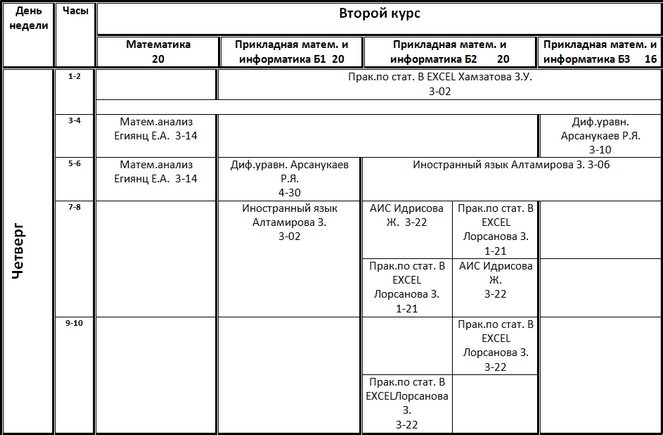 День недели
Часы
Второй курс
Математика
20
Прикладная матем. и
информатика Б1 20
Прикладная матем. и
информатика Б2 20
Прикладная матем. и
информатика Б3 16
Четверг
1-2
Прак.по стат. В EXCEL Хамзатова З.У.
3-02
3-4
Матем.анализ
Егиянц Е.А. 3-14
Диф.уравн.
Арсанукаев Р.Я.
3-10
5-6
Матем.анализ
Егиянц Е.А. 3-14
Диф.уравн. Арсанукаев
Р.Я.
4-30
Иностранный язык Алтамирова З. 3-06
7-8
Иностранный язык
Алтамирова З.
3-02
АИС Идрисова
Ж. 3-22
Прак.по стат. В
EXCEL
Лорсанова З.
1-21
Прак.по стат. В
EXCEL
Лорсанова З.
1-21
АИС Идрисова
Ж.
3-22
9-10
Прак.по стат. В
EXCEL
Лорсанова З.
3-22
Прак.по стат. В
EXCELЛорсанова
З.
3-22